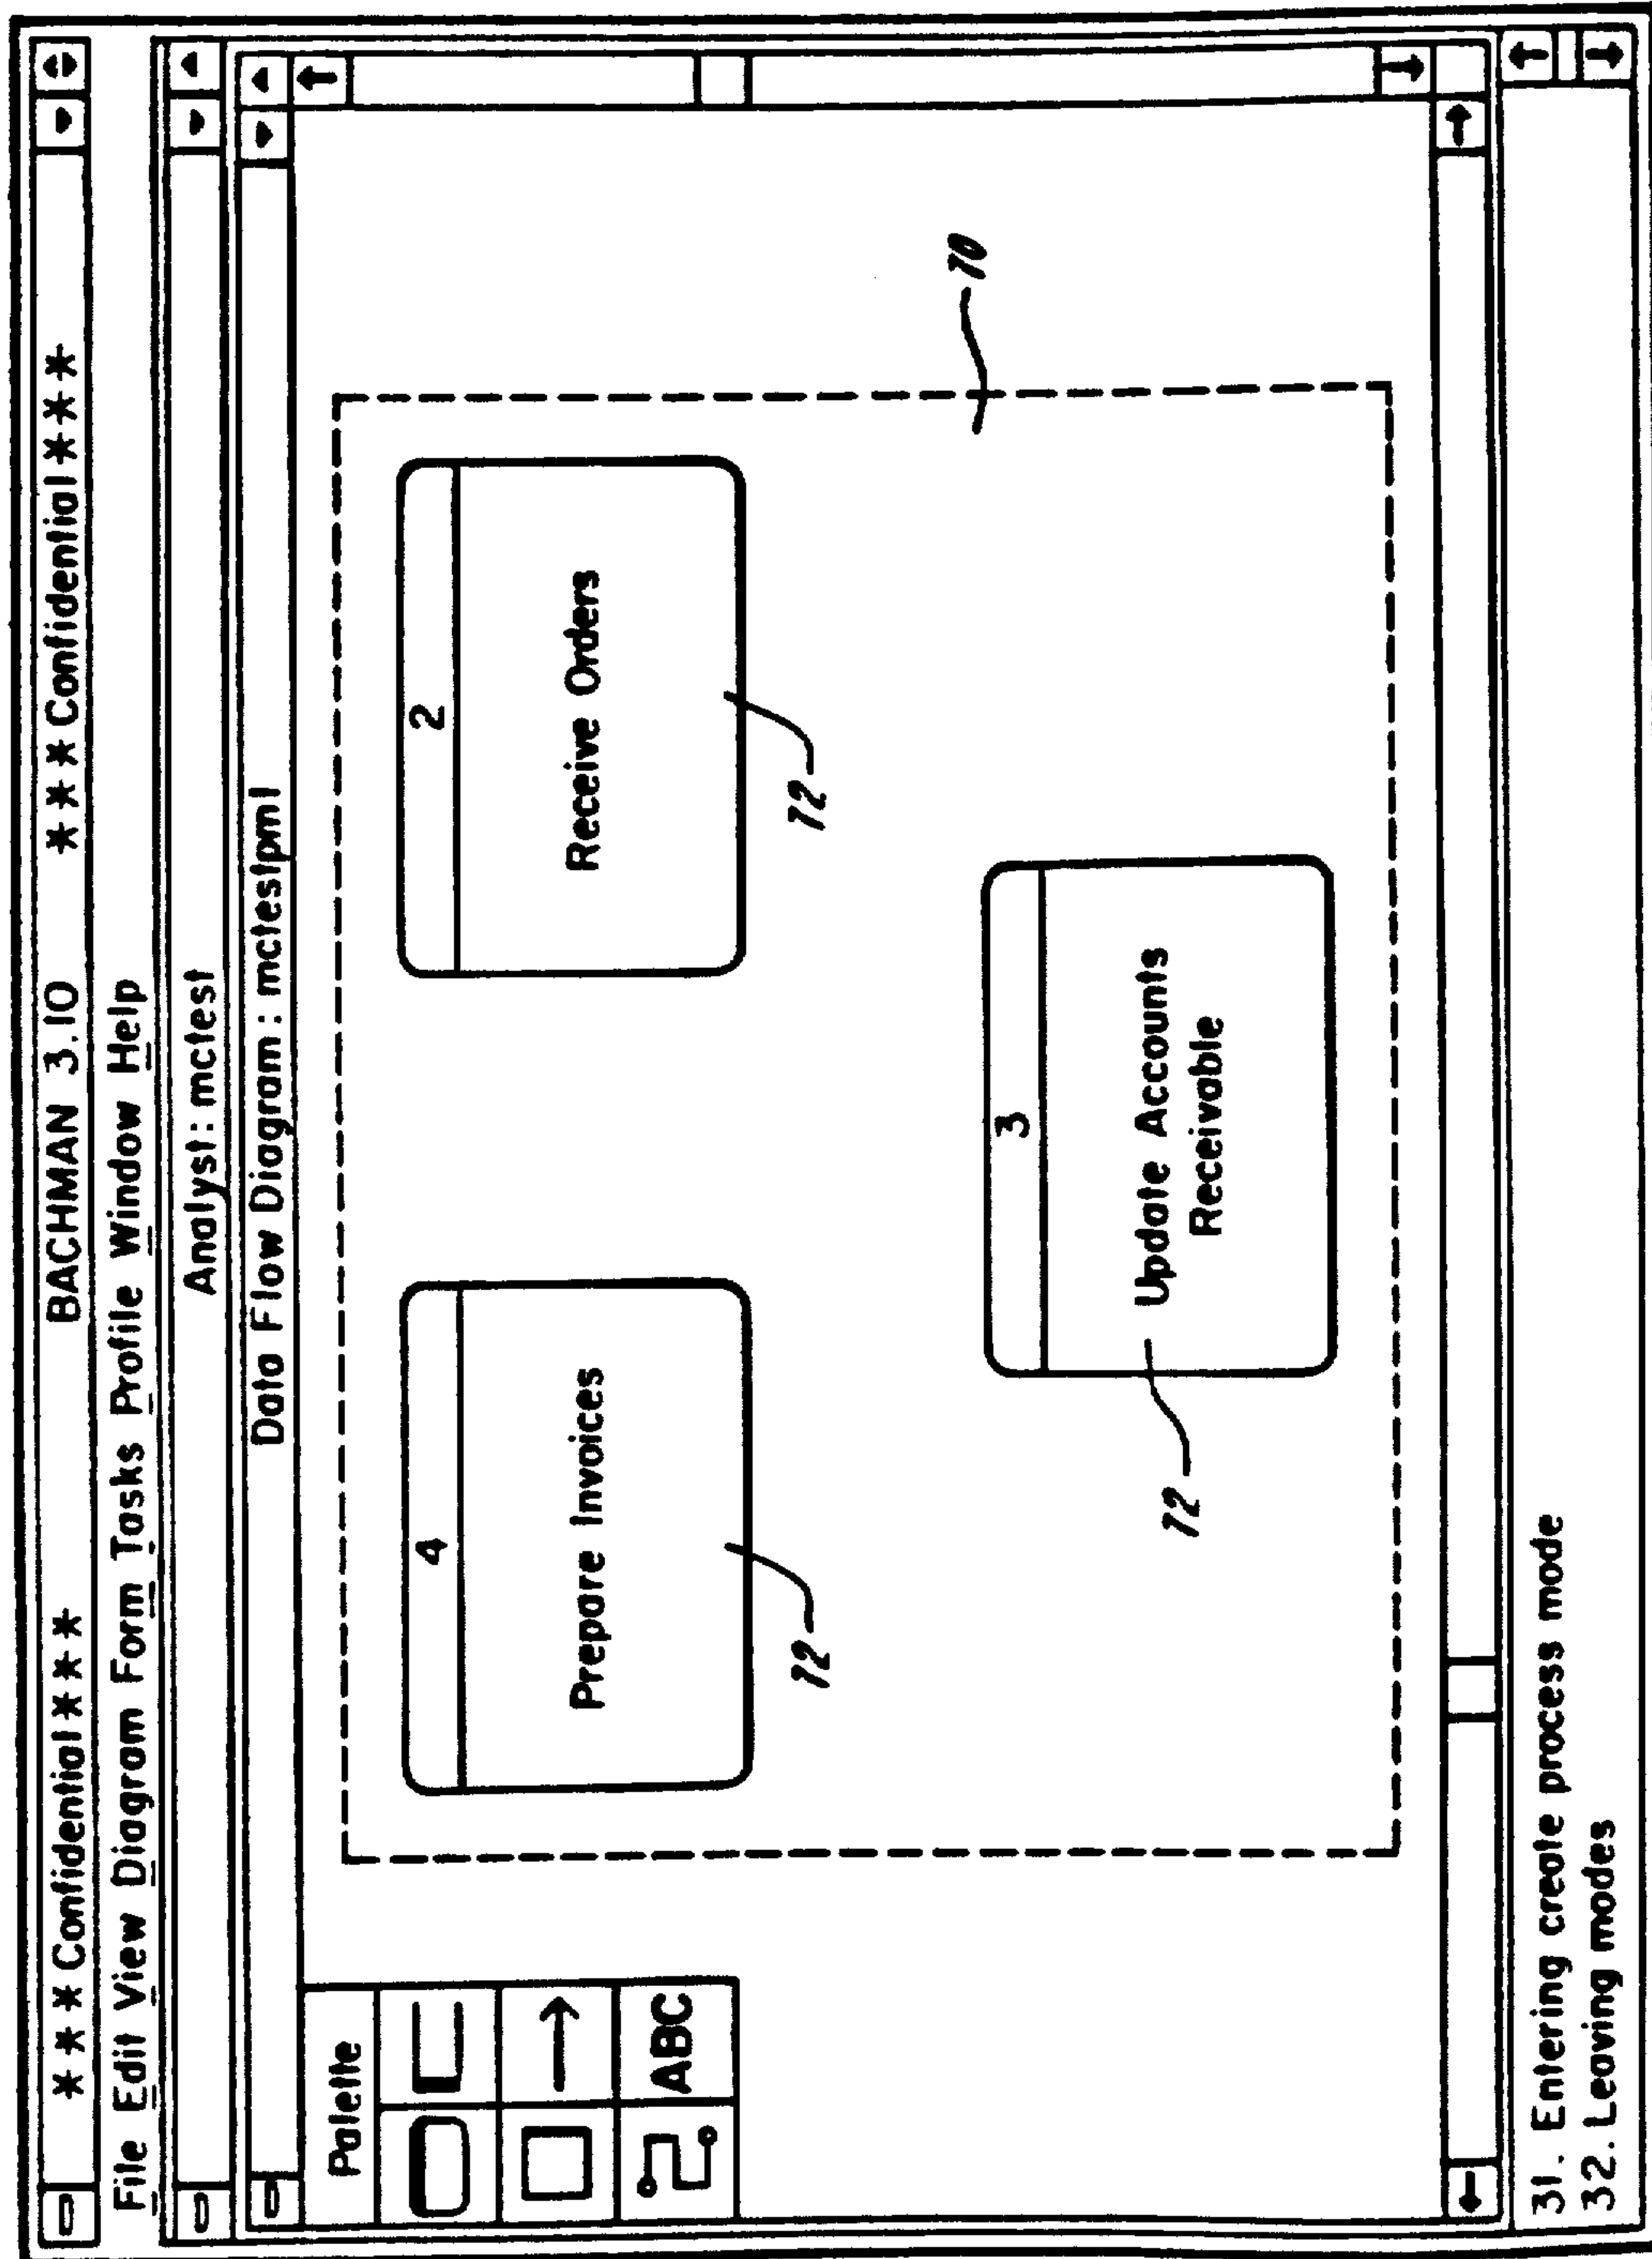 * * * Confidential * * * BACHMAN 3.10 * * * Confidential * * *
File Edit View Diagram Form Tasks Profile Window Help
Analyst: mctest
Data Flow Diagram: mctestpm1
Palette
ABC
4
Prepare Invoices
72
2
Receive Orders
72
3
Update Accounts
Receivable
72
70
31. Entering create process mode
32. Leaving modes